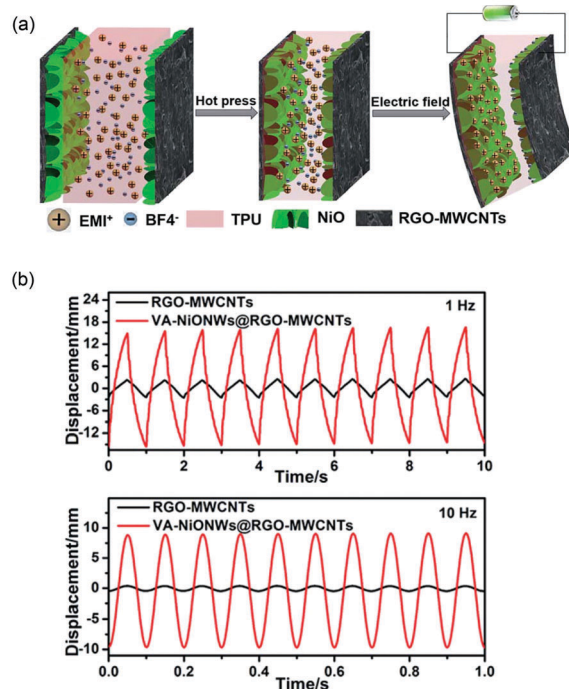 (a)
Hot press
Electric field
EMI⁺ BF4⁻ TPU NiO RGO-MWCNTs
(b)
RGO-MWCNTs
VA-NiONWs@RGO-MWCNTs
1 Hz
Displacement/mm
24
16
8
0
-6
-12
0 2 4 6 8 10
Time/s
RGO-MWCNTs
VA-NiONWs@RGO-MWCNTs
10 Hz
Displacement/mm
10
5
0
-5
-10
0.0 0.2 0.4 0.6 0.8 1.0
Time/s